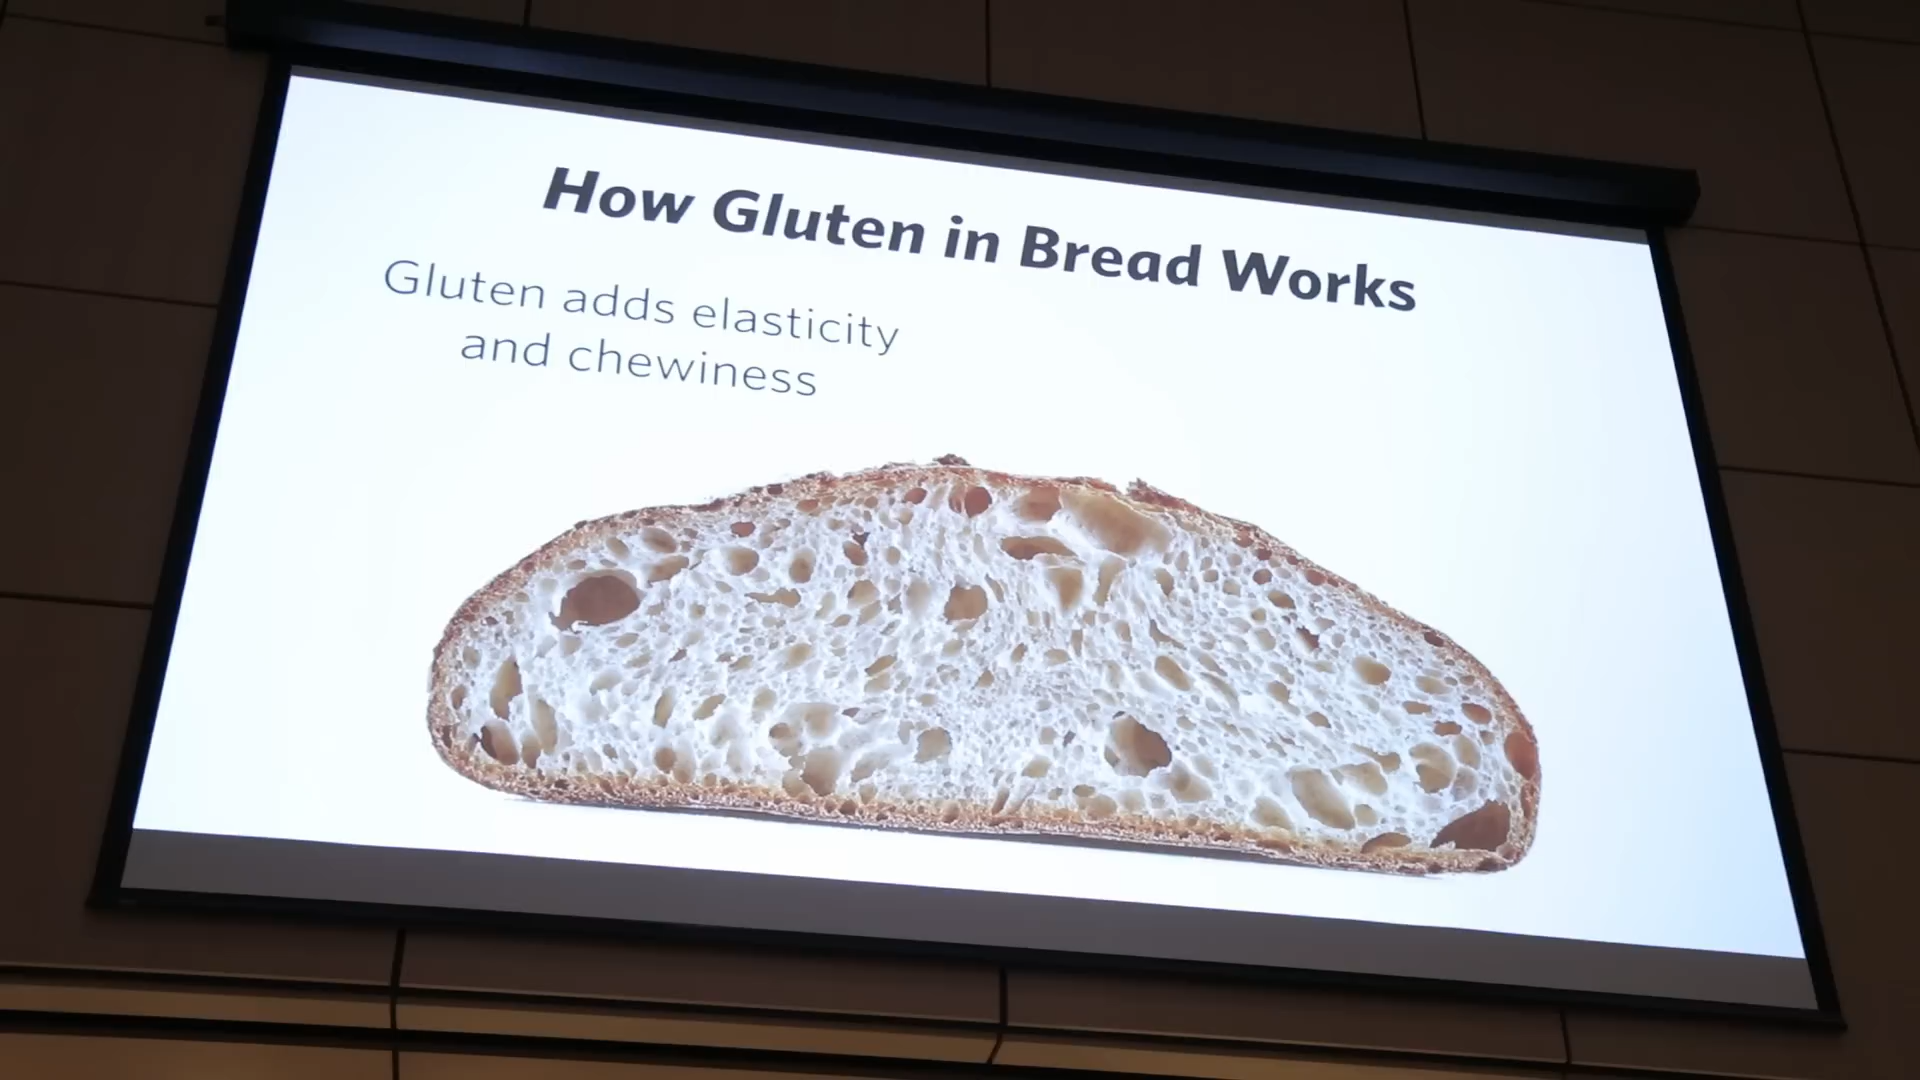 How Gluten in Bread Works
Gluten adds elasticity
and chewiness